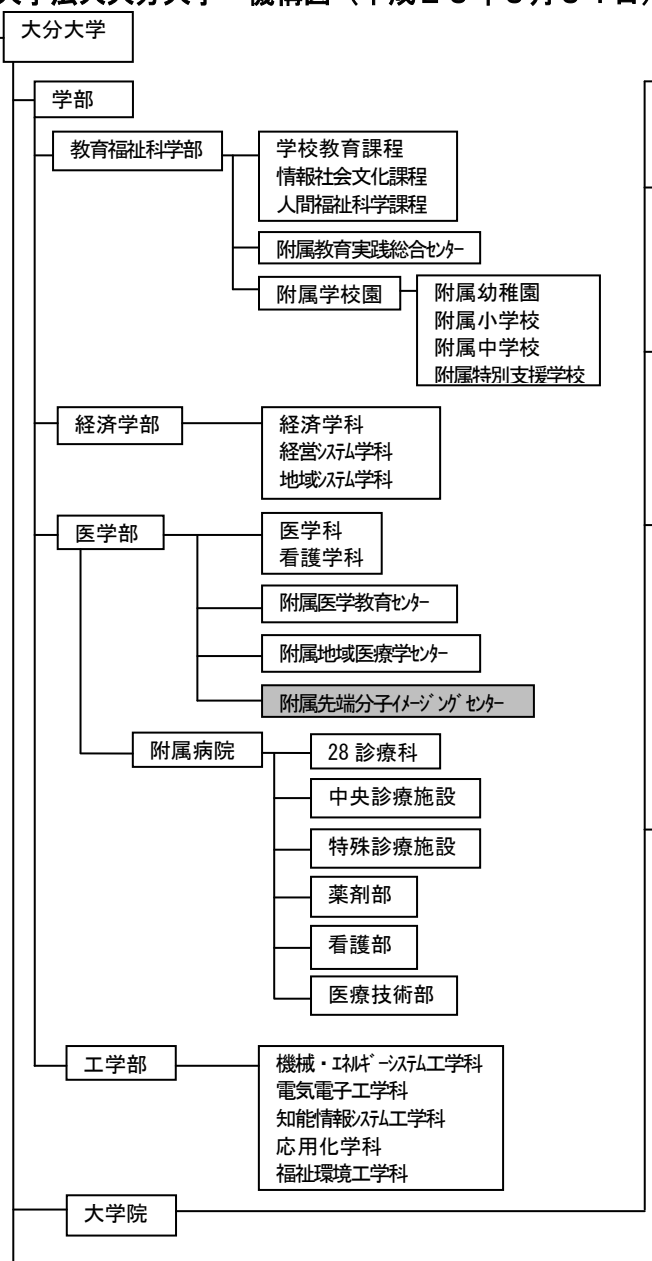 大分大学
学部
教育福祉科学部
学校教育課程
情報社会文化課程
人間福祉科学課程
附属教育実践総合ｾﾝﾀｰ
附属学校園
附属幼稚園
附属小学校
附属中学校
附属特別支援学校
経済学部
経済学科
経営ｼｽﾃﾑ学科
地域ｼｽﾃﾑ学科
医学部
医学科
看護学科
附属医学教育ｾﾝﾀｰ
附属地域医療学ｾﾝﾀｰ
附属先端分子ｲﾒｰｼﾞﾝｸﾞｾﾝﾀｰ
附属病院
28 診療科
中央診療施設
特殊診療施設
薬剤部
看護部
医療技術部
工学部
機械・ｴﾈﾙｷﾞｰｼｽﾃﾑ工学科
電気電子工学科
知能情報ｼｽﾃﾑ工学科
応用化学科
福祉環境工学科
大学院